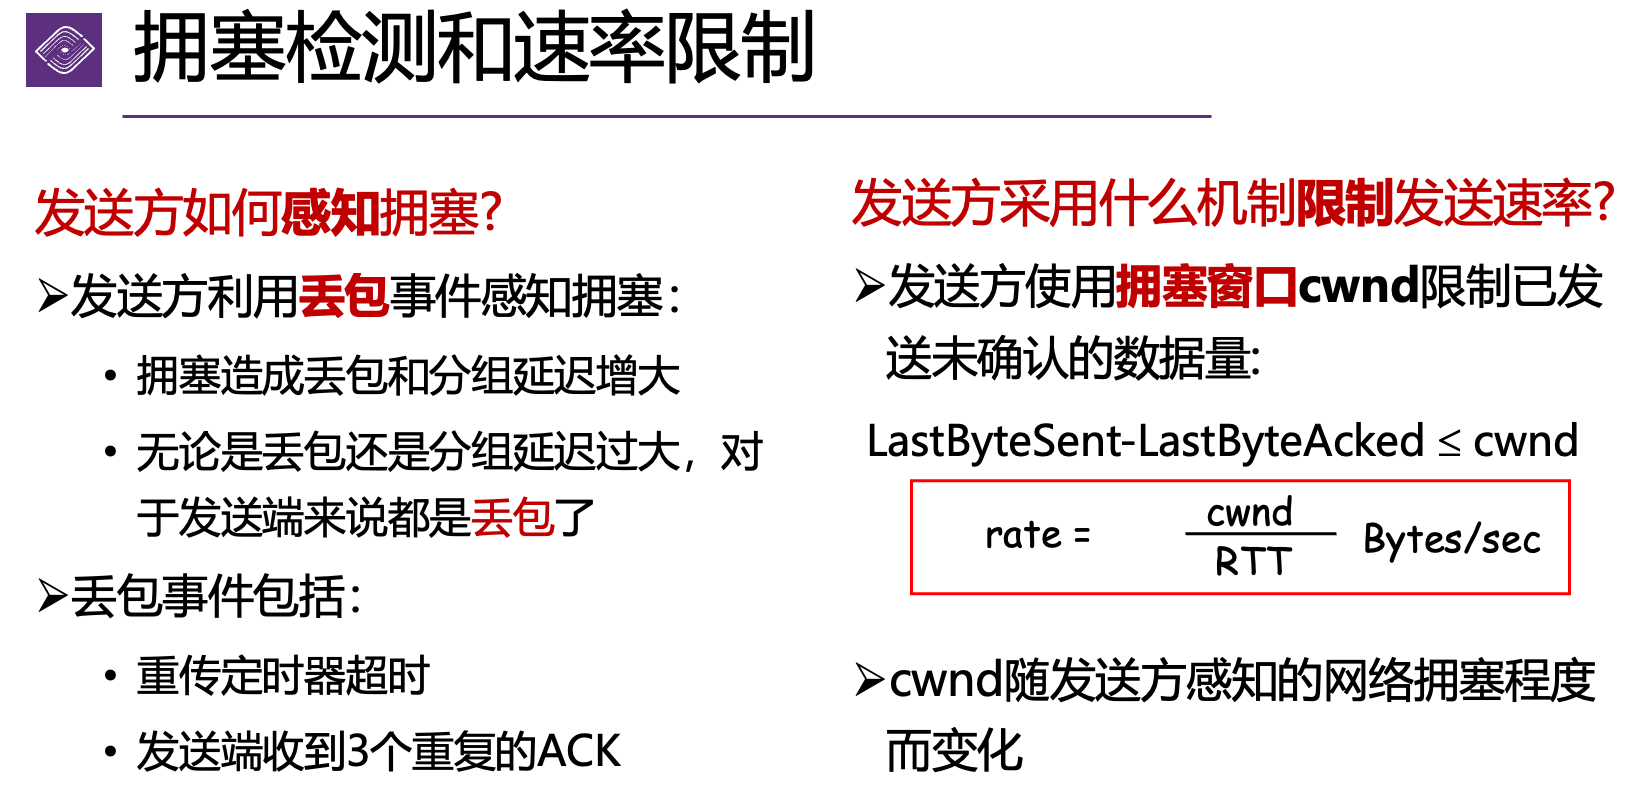 拥塞检测和速率限制
发送方如何感知拥塞?
➢发送方利用丢包事件感知拥塞：
• 拥塞造成丢包和分组延迟增大
• 无论是丢包还是分组延迟过大，对
于发送端来说都是丢包了
➢丢包事件包括：
• 重传定时器超时
• 发送端收到3个重复的ACK
发送方采用什么机制限制发送速率?
➢发送方使用拥塞窗口cwnd限制已发
送未确认的数据量:
LastByteSent-LastByteAcked ≤ cwnd
rate = cwnd/RTT Bytes/sec
➢cwnd随发送方感知的网络拥塞程度
而变化